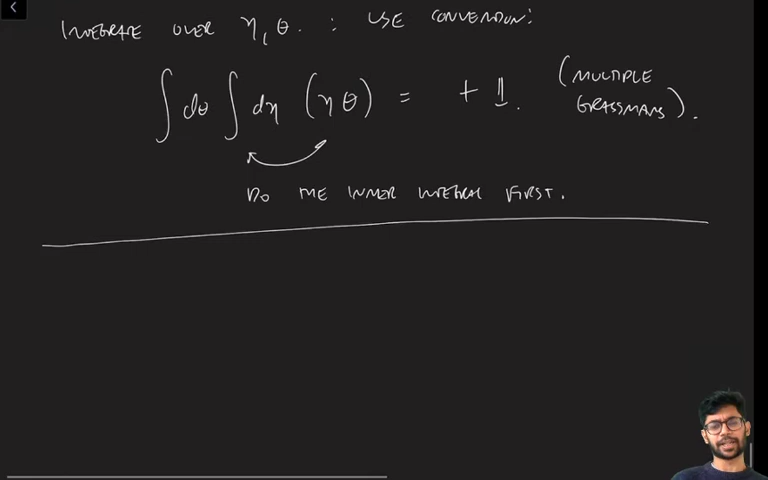 INTEGRATE OVER η, θ. : USE CONVENTION:
∫dθ ∫dη (ηθ) = +1. (MULTIPLE GRASSMANS).
DO THE INNER INTEGRAL FIRST.